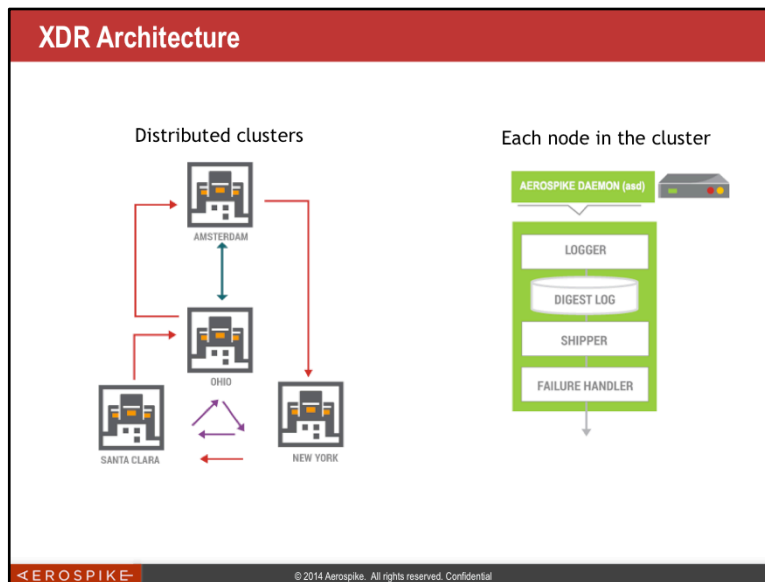 XDR Architecture
Distributed clusters
AMSTERDAM
OHIO
SANTA CLARA
NEW YORK
Each node in the cluster
AEROSPIKE DAEMON (asd)
LOGGER
DIGEST LOG
SHIPPER
FAILURE HANDLER
AEROSPIKE
© 2014 Aerospike. All rights reserved. Confidential